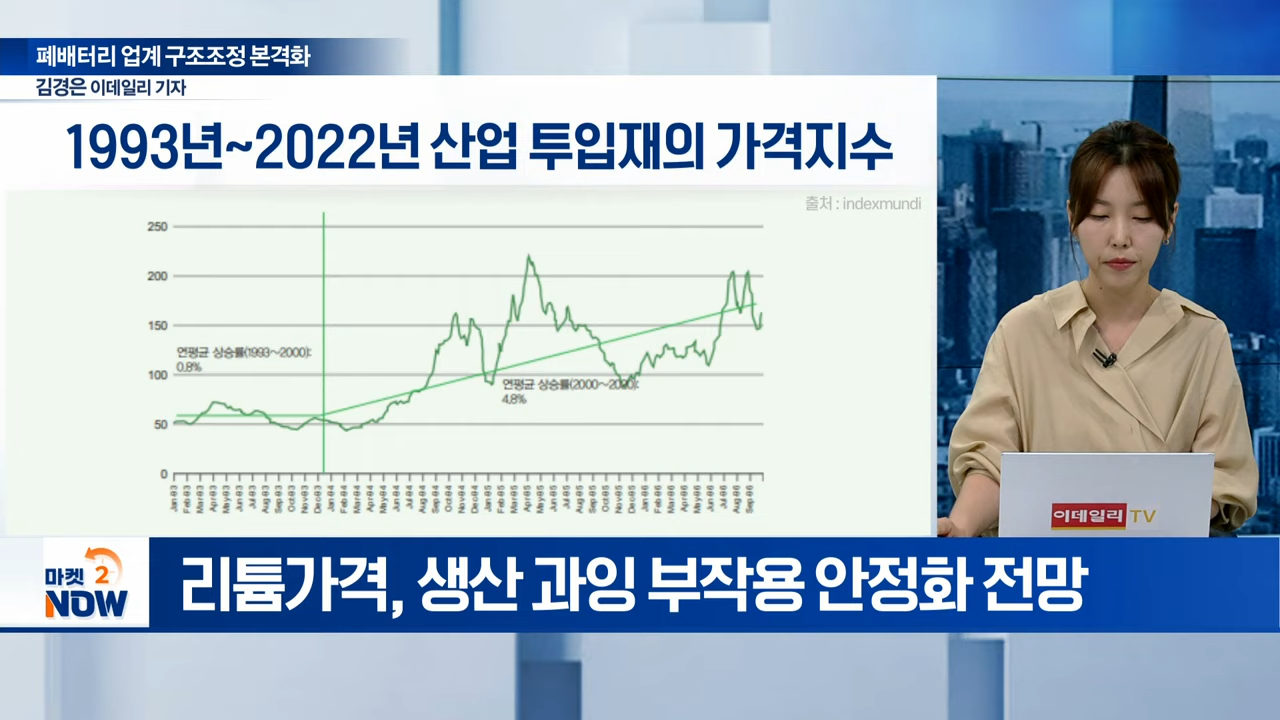 폐배터리 업계 구조조정 본격화
김경은 이데일리 기자
1993년~2022년 산업 투입재의 가격지수
출처 : indexmundi
250
200
150
연평균 상승률(1993~2000):
0.8%
100
연평균 상승률(2000~2020):
4.8%
50
0
이데일리 TV
마켓 2
NOW
리튬가격, 생산 과잉 부작용 안정화 전망